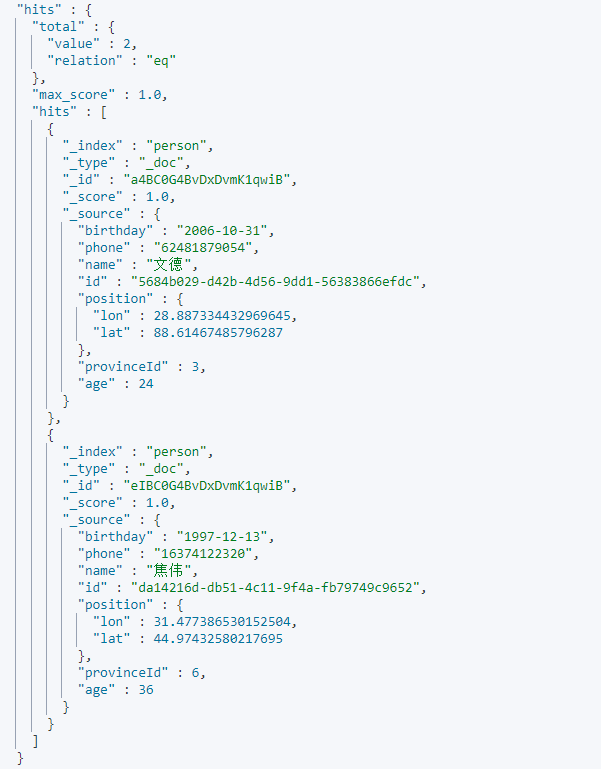 "hits" : {
"total" : {
"value" : 2,
"relation" : "eq"
},
"max_score" : 1.0,
"hits" : [
{
"_index" : "person",
"_type" : "_doc",
"_id" : "a4BC0G4BvDxDvmK1qwiB",
"_score" : 1.0,
"_source" : {
"birthday" : "2006-10-31",
"phone" : "62481879054",
"name" : "文德",
"id" : "5684b029-d42b-4d56-9dd1-56383866efdc",
"position" : {
"lon" : 28.887334432969645,
"lat" : 88.61467485796287
},
"provinceId" : 3,
"age" : 24
}
},
{
"_index" : "person",
"_type" : "_doc",
"_id" : "eIBC0G4BvDxDvmK1qwiB",
"_score" : 1.0,
"_source" : {
"birthday" : "1997-12-13",
"phone" : "16374122320",
"name" : "焦伟",
"id" : "da14216d-db51-4c11-9f4a-fb79749c9652",
"position" : {
"lon" : 31.477386530152504,
"lat" : 44.97432580217695
},
"provinceId" : 6,
"age" : 36
}
}
]
}